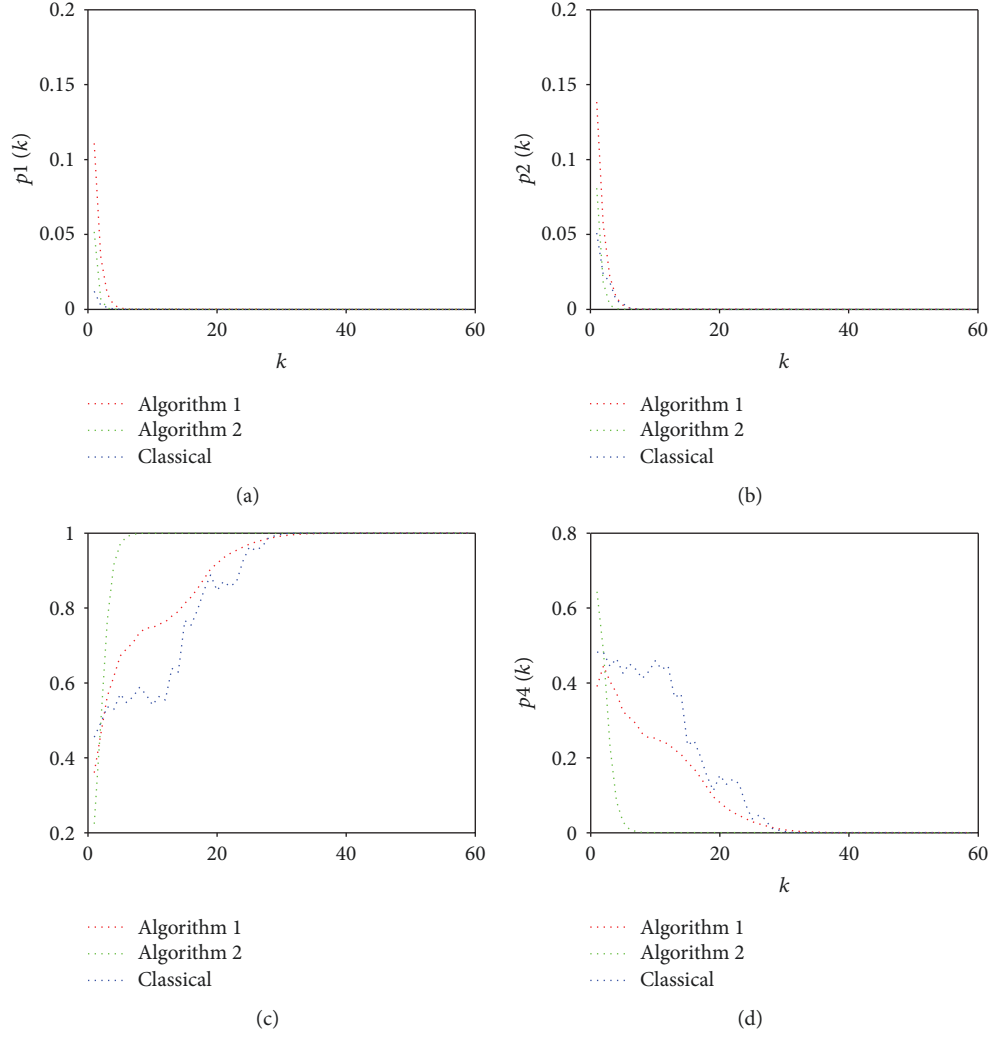 0.2
0.15
0.1
0.05
0
p1 (k)
0 20 40 60
k
Algorithm 1
Algorithm 2
Classical
(a)
0.2
0.15
0.1
0.05
0
p2 (k)
0 20 40 60
k
Algorithm 1
Algorithm 2
Classical
(b)
1
0.8
0.6
0.4
0.2
0 20 40 60
Algorithm 1
Algorithm 2
Classical
(c)
0.8
0.6
0.4
0.2
0
p4 (k)
0 20 40 60
k
Algorithm 1
Algorithm 2
Classical
(d)